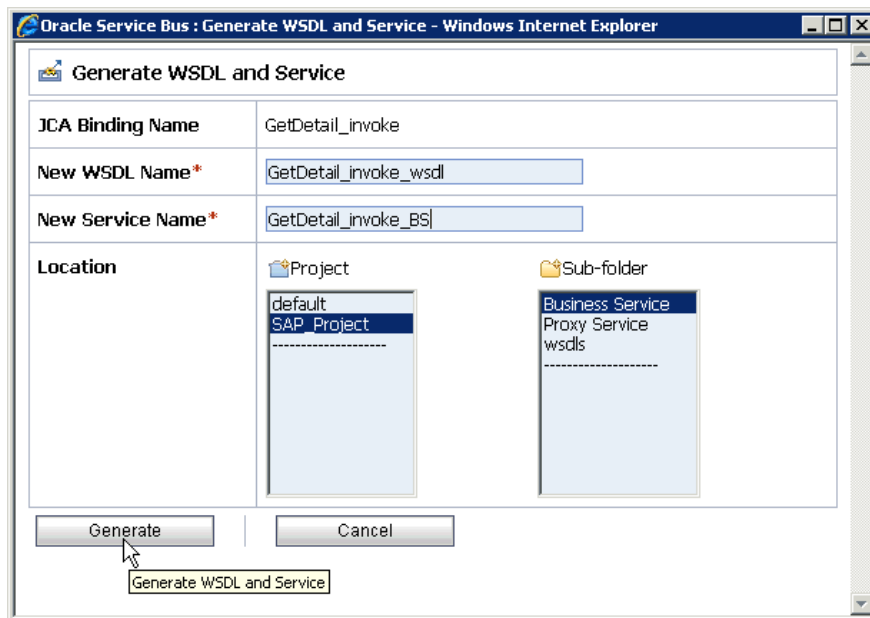 Oracle Service Bus : Generate WSDL and Service - Windows Internet Explorer
Generate WSDL and Service
JCA Binding Name GetDetail_invoke
New WSDL Name* GetDetail_invoke_wsdl
New Service Name* GetDetail_invoke_BS
Location Project Sub-folder
default Business Service
SAP_Project Proxy Service
-------------------- wsdls
--------------------
Generate Cancel
Generate WSDL and Service